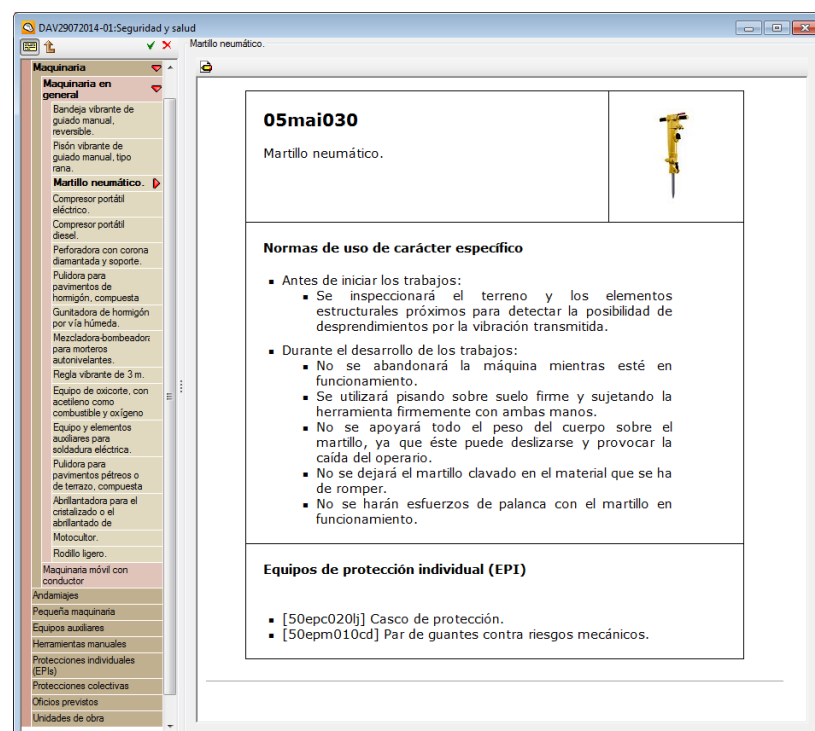 DAV29072014-01:Seguridad y salud
Martillo neumático.
Maquinaria
Maquinaria en
general
Bandeja vibrante de
guiado manual,
reversible.
Pisón vibrante de
guiado manual, tipo
rana.
Martillo neumático.
Compresor portátil
eléctrico.
Compresor portátil
diesel.
Perforadora con corona
diamantada y soporte.
Pulidora para
pavimentos de
hormigón, compuesta
Gunitadora de hormigón
por vía húmeda.
Mezcladora-bombeadora
para morteros
autonivelantes.
Regla vibrante de 3 m.
Equipo de oxicorte, con
acetileno como
combustible y oxígeno
Equipo y elementos
auxiliares para
soldadura eléctrica.
Pulidora para
pavimentos pétreos o
de terrazo, compuesta
Abrillantadora para el
cristalizado o el
abrillantado de
Motocultor.
Rodillo ligero.
Maquinaria móvil con
conductor
Andamiajes
Pequeña maquinaria
Equipos auxiliares
Herramientas manuales
Protecciones individuales
(EPIs)
Protecciones colectivas
Oficios previstos
Unidades de obra
05mai030
Martillo neumático.
Normas de uso de carácter específico
▪ Antes de iniciar los trabajos:
▪ Se inspeccionará el terreno y los elementos
estructurales próximos para detectar la posibilidad de
desprendimientos por la vibración transmitida.
▪ Durante el desarrollo de los trabajos:
▪ No se abandonará la máquina mientras esté en
funcionamiento.
▪ Se utilizará pisando sobre suelo firme y sujetando la
herramienta firmemente con ambas manos.
▪ No se apoyará todo el peso del cuerpo sobre el
martillo, ya que éste puede deslizarse y provocar la
caída del operario.
▪ No se dejará el martillo clavado en el material que se ha
de romper.
▪ No se harán esfuerzos de palanca con el martillo en
funcionamiento.
Equipos de protección individual (EPI)
▪ [50epc020lj] Casco de protección.
▪ [50epm010cd] Par de guantes contra riesgos mecánicos.